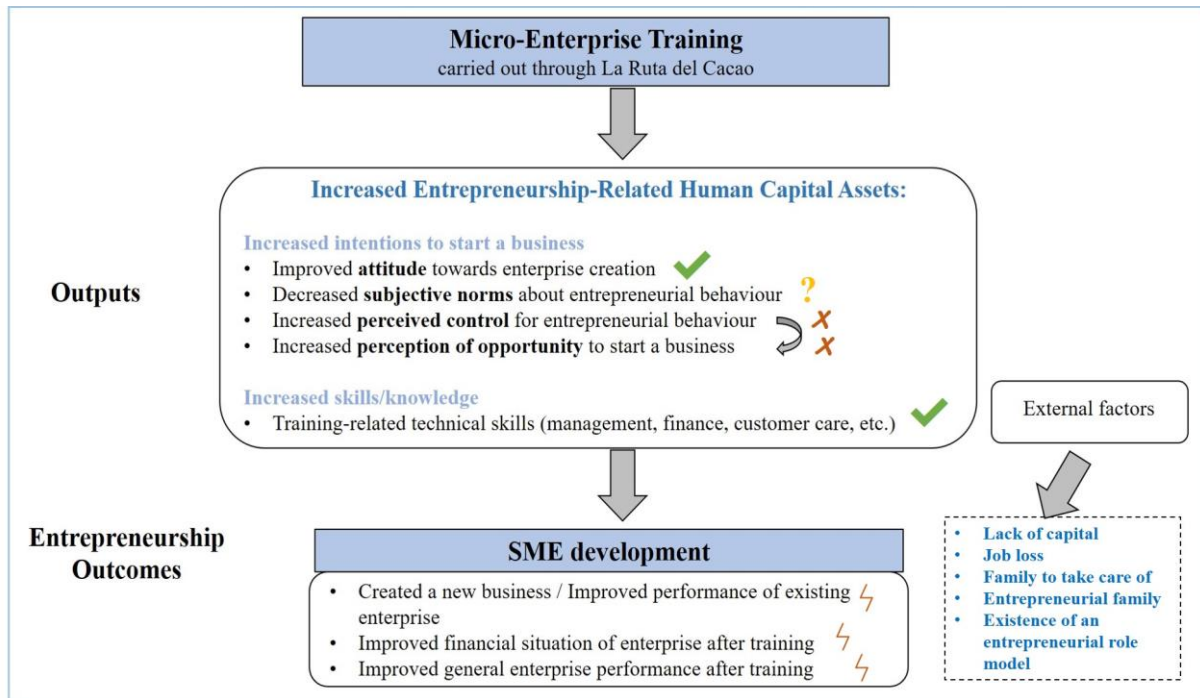 Micro-Enterprise Training
carried out through La Ruta del Cacao
Increased Entrepreneurship-Related Human Capital Assets:
Increased intentions to start a business
• Improved attitude towards enterprise creation
Outputs
• Decreased subjective norms about entrepreneurial behaviour ?
• Increased perceived control for entrepreneurial behaviour
• Increased perception of opportunity to start a business
Increased skills/knowledge
• Training-related technical skills (management, finance, customer care, etc.)
External factors
Entrepreneurship
Outcomes
SME development
• Created a new business / Improved performance of existing
enterprise
• Improved financial situation of enterprise after training
• Improved general enterprise performance after training
• Lack of capital
• Job loss
• Family to take care of
• Entrepreneurial family
• Existence of an
entrepreneurial role
model